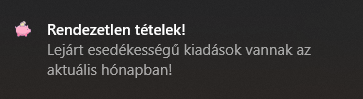 Rendezetlen tételek!
Lejárt esedékességű kiadások vannak az
aktuális hónapban!